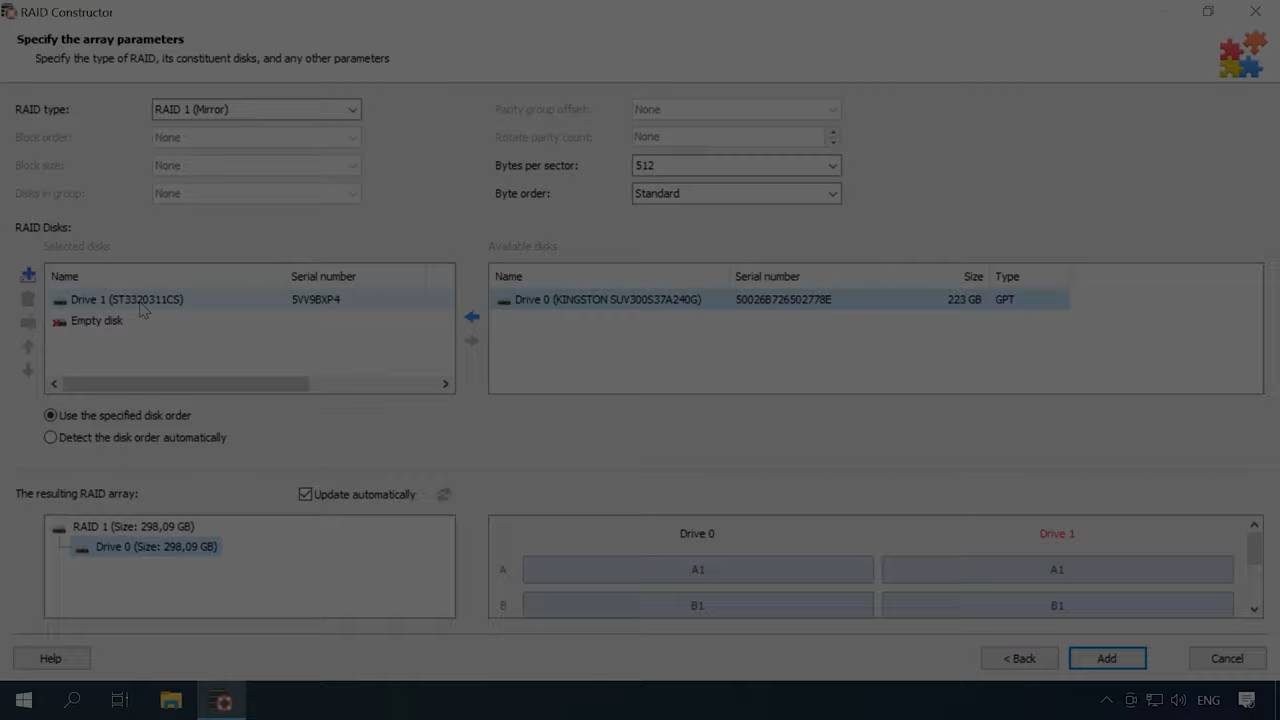 RAID Constructor
Specify the array parameters
Specify the type of RAID, its constituent disks, and any other parameters
RAID type: RAID 1 (Mirror) Parity group offset: None
Block order: None Rotate parity count: None
Block size: None Bytes per sector: 512
Disks in group: None Byte order: Standard
RAID Disks:
Selected disks Available disks
Name Serial number Name Serial number Size Type
Drive 1 (ST3320311CS) 5VV9BXP4 Drive 0 (KINGSTON SUV300S37A240G) 50026B726502778E 223 GB GPT
Empty disk
Use the specified disk order
Detect the disk order automatically
The resulting RAID array: Update automatically
RAID 1 (Size: 298,09 GB) Drive 0 Drive 1
Drive 0 (Size: 298,09 GB)
A A1 A1
B B1 B1
Help < Back Add Cancel
ENG